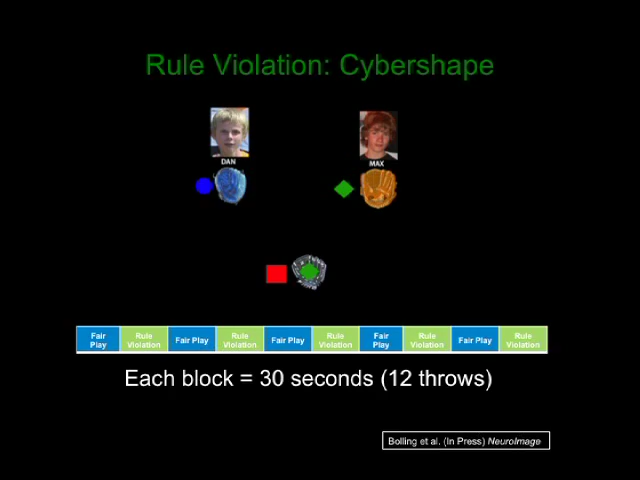 Rule Violation: Cybershape
DAN
MAX
Fair Play
Rule Violation
Fair Play
Rule Violation
Fair Play
Rule Violation
Fair Play
Rule Violation
Fair Play
Rule Violation
Each block = 30 seconds (12 throws)
Bolling et al. (In Press) NeuroImage